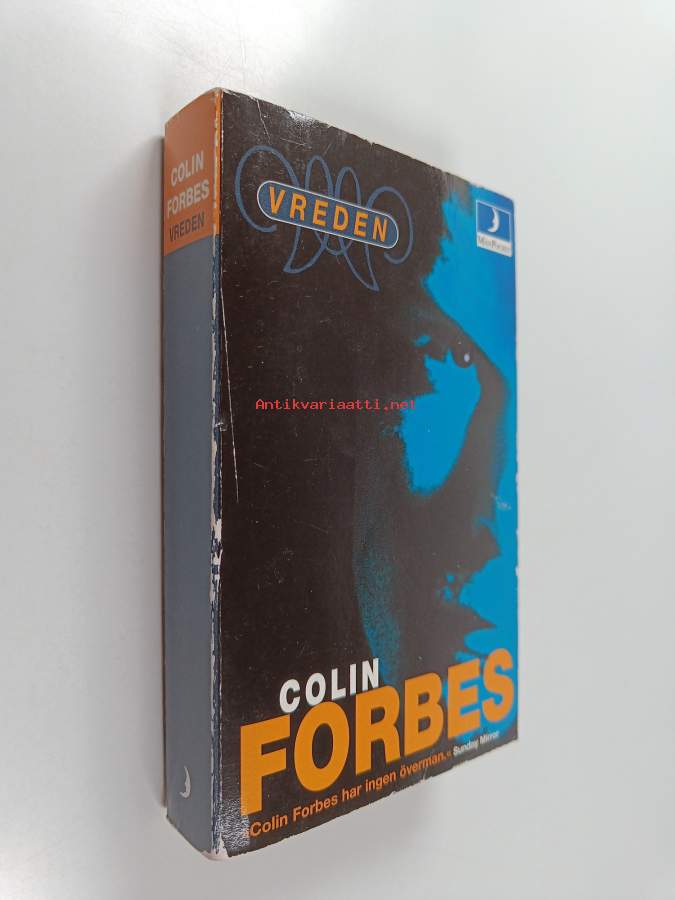 COLIN
FORBES
VREDEN
VREDEN
MånPocket
Antikvariaatti.net
COLIN
FORBES
»Colin Forbes har ingen överman.« Sunday Mirror